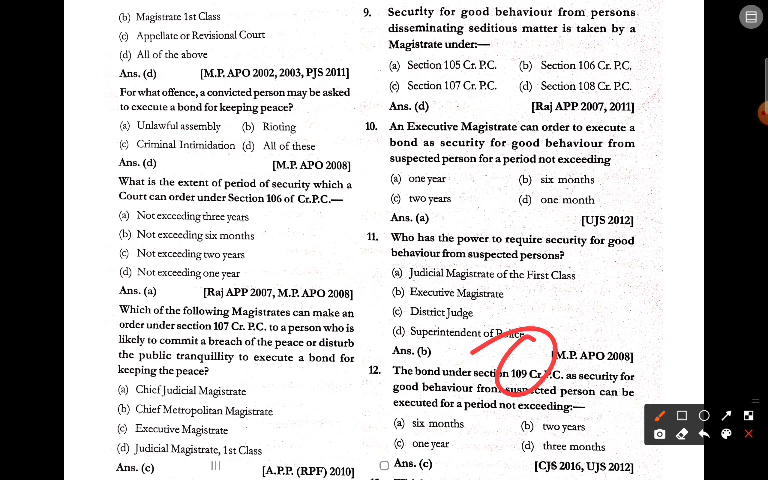 (b) Magistrate 1st Class
(c) Appellate or Revisional Court
(d) All of the above
Ans. (d) [M.P. APO 2002, 2003, PJS 2011]
For what offence, a convicted person may be asked
to execute a bond for keeping peace?
(a) Unlawful assembly (b) Rioting
(c) Criminal Intimidation (d) All of these
Ans. (d) [M.P. APO 2008]
What is the extent of period of security which a
Court can order under Section 106 of Cr.P.C.—
(a) Not exceeding three years
(b) Not exceeding six months
(c) Not exceeding two years
(d) Not exceeding one year
Ans. (a) [Raj APP 2007, M.P. APO 2008]
Which of the following Magistrates can make an
order under section 107 Cr. P.C. to a person who is
likely to commit a breach of the peace or disturb
the public tranquillity to execute a bond for
keeping the peace?
(a) Chief Judicial Magistrate
(b) Chief Metropolitan Magistrate
(c) Executive Magistrate
(d) Judicial Magistrate, 1st Class
Ans. (c) [A.P.P. (RPF) 2010]
9. Security for good behaviour from persons
disseminating seditious matter is taken by a
Magistrate under:—
(a) Section 105 Cr. P.C. (b) Section 106 Cr. P.C.
(c) Section 107 Cr. P.C. (d) Section 108 Cr. P.C.
Ans. (d) [Raj APP 2007, 2011]
10. An Executive Magistrate can order to execute a
bond as security for good behaviour from
suspected person for a period not exceeding
(a) one year (b) six months
(c) two years (d) one month
Ans. (a) [UJS 2012]
11. Who has the power to require security for good
behaviour from suspected persons?
(a) Judicial Magistrate of the First Class
(b) Executive Magistrate
(c) District Judge
(d) Superintendent of Police
Ans. (b) [M.P. APO 2008]
12. The bond under section 109 Cr.P.C. as security for
good behaviour from suspected person can be
executed for a period not exceeding:—
(a) six months (b) two years
(c) one year (d) three months
Ans. (c) [CJS 2016, UJS 2012]